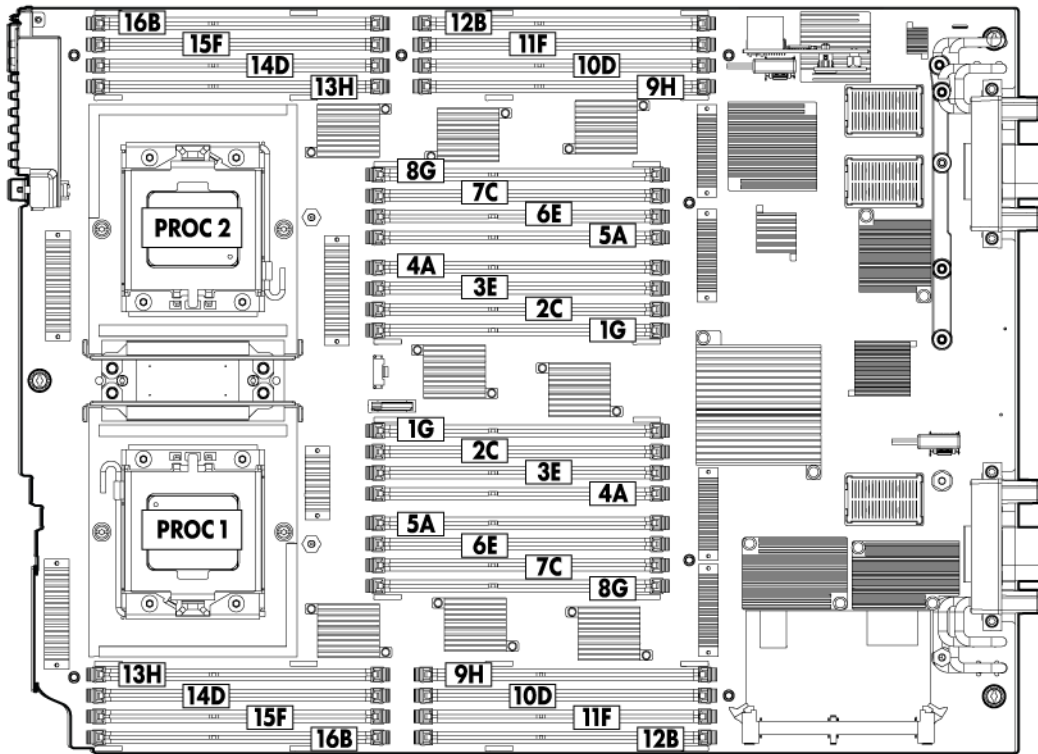 16B 12B
15F 11F
14D 10D
13H 9H
8G
7C
PROC 2
6E
5A
4A
3E
2C
1G
1G
2C
3E
4A
PROC 1
5A
6E
7C
8G
13H 9H
14D 10D
15F 11F
16B 12B